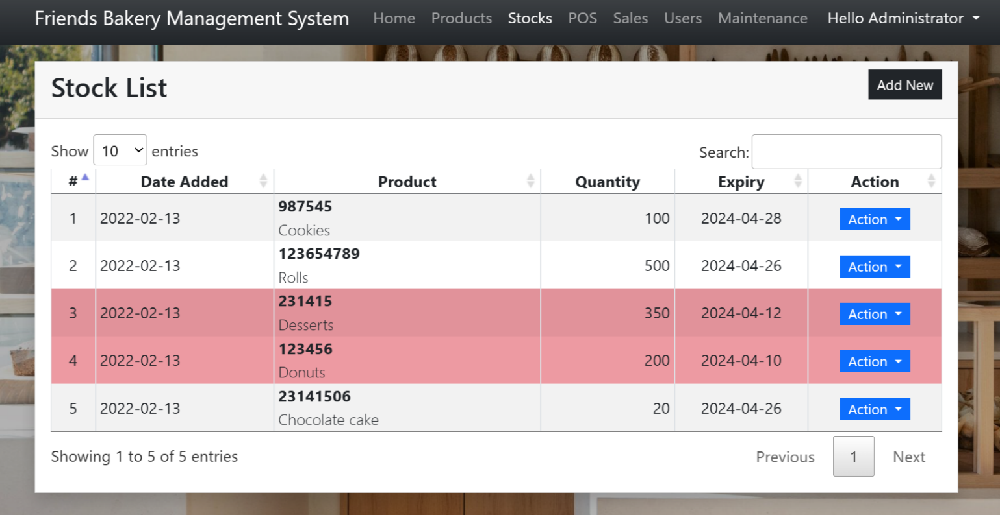 Friends Bakery Management System Home Products Stocks POS Sales Users Maintenance Hello Administrator
Stock List Add New
Show 10 entries Search:
# Date Added Product Quantity Expiry Action
1 2022-02-13 987545 100 2024-04-28 Action
Cookies
2 2022-02-13 123654789 500 2024-04-26 Action
Rolls
3 2022-02-13 231415 350 2024-04-12 Action
Desserts
4 2022-02-13 123456 200 2024-04-10 Action
Donuts
5 2022-02-13 23141506 20 2024-04-26 Action
Chocolate cake
Showing 1 to 5 of 5 entries Previous 1 Next